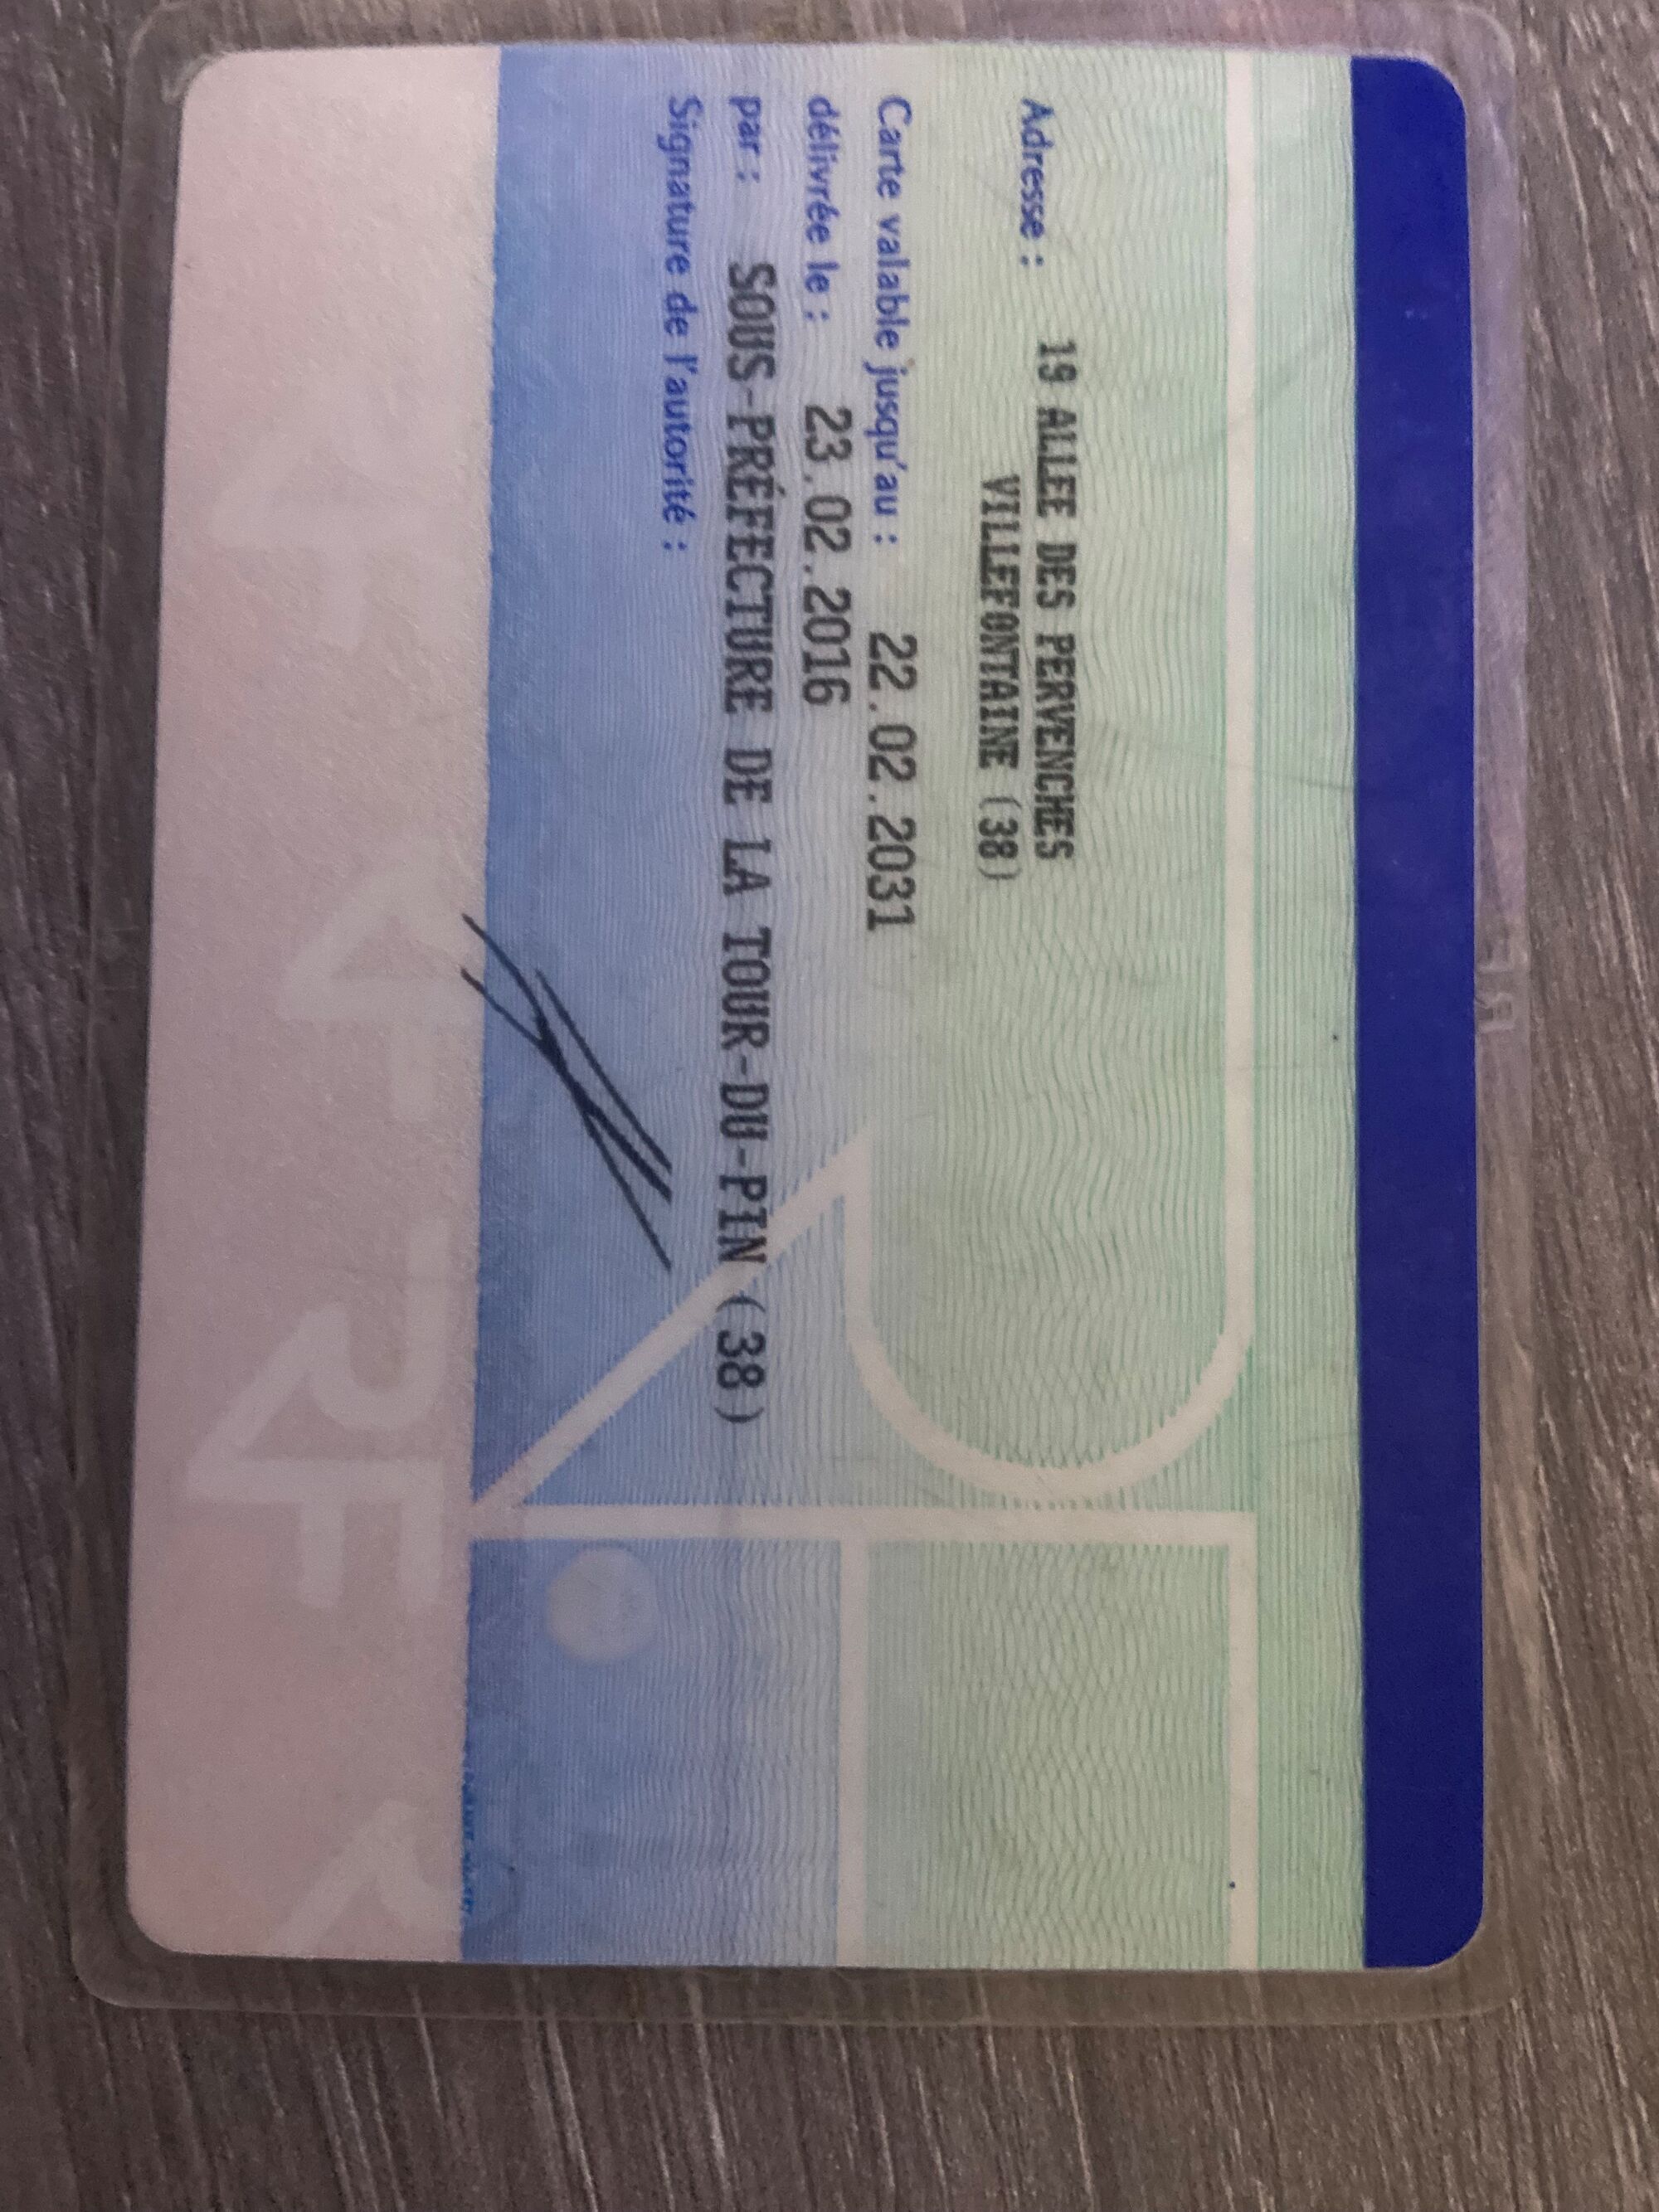 Adresse : 19 ALLEE DES PERVENCHES
VILLEFONTAINE (38)
Carte valable jusqu'au : 22.02.2031
délivrée le : 23.02.2016
par : SOUS-PRÉFECTURE DE LA TOUR-DU-PIN (38)
Signature de l'autorité :
RF